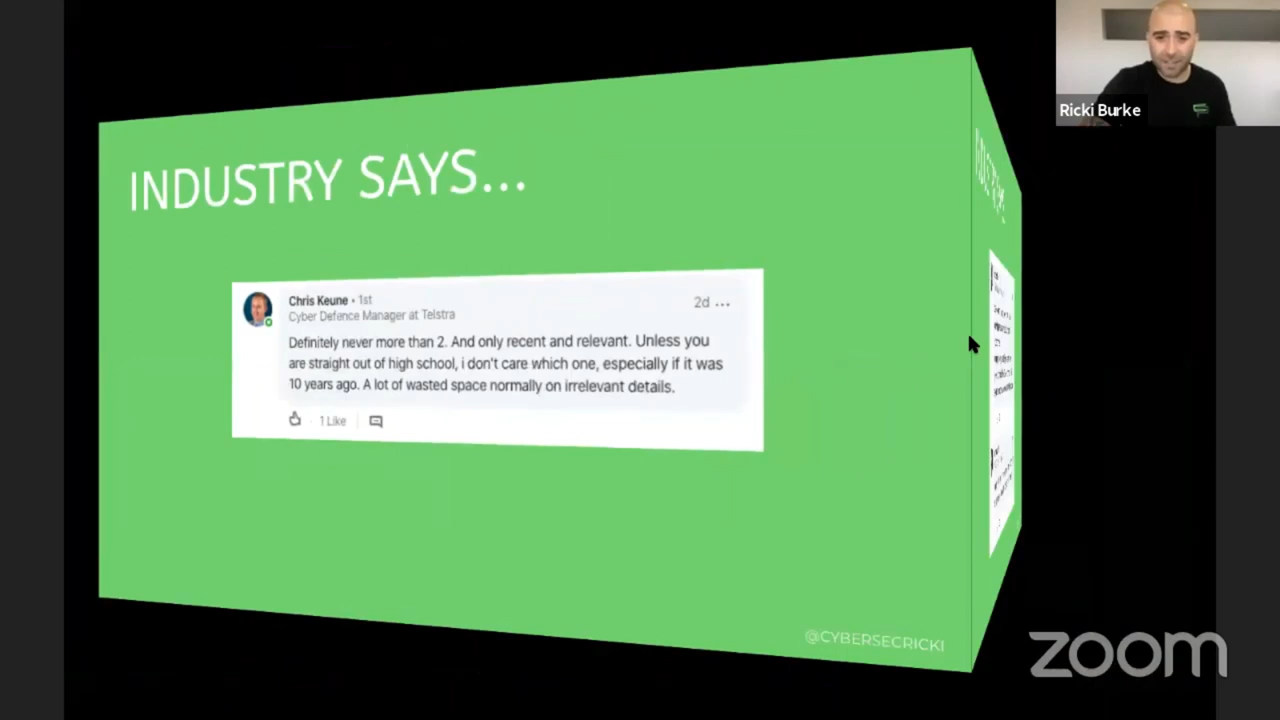 Ricki Burke
INDUSTRY SAYS...
Chris Keune • 1st
2d ...
Cyber Defence Manager at Telstra
Definitely never more than 2. And only recent and relevant. Unless you
are straight out of high school, i don't care which one, especially if it was
10 years ago. A lot of wasted space normally on irrelevant details.
1 Like
@CYBERSECRICKI
zoom